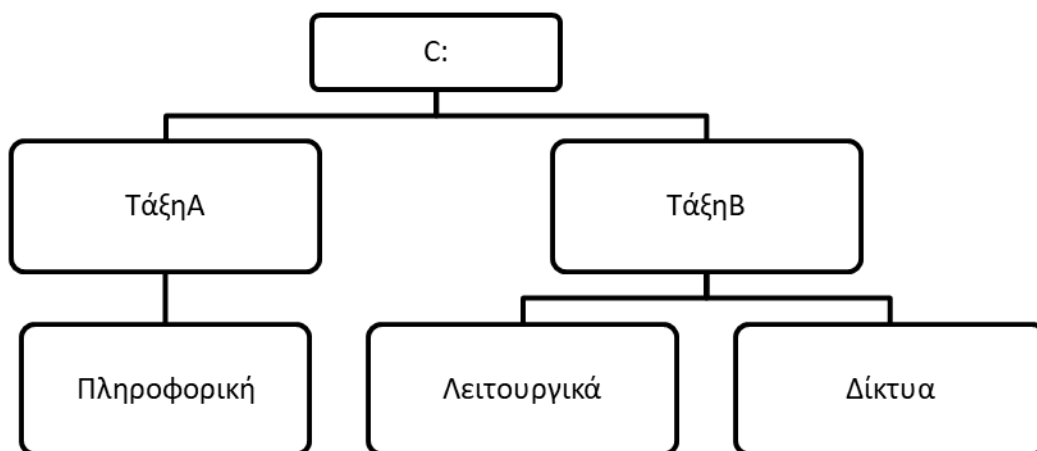 C:
ΤάξηΑ
ΤάξηΒ
Πληροφορική
Λειτουργικά
Δίκτυα